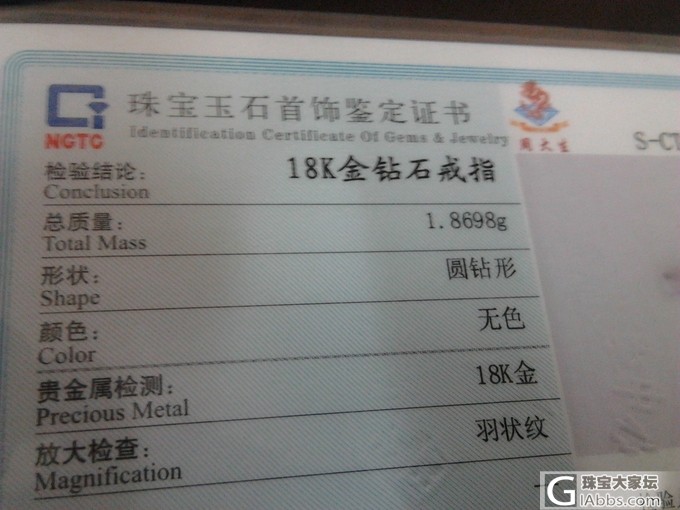 珠宝玉石首饰鉴定证书
NGTC
Identification Certificate Of Gems & Jewelry
周大生
S-CT
检验结论: 18K金钻石戒指
Conclusion
总质量: 1.8698g
Total Mass
形状: 圆钻形
Shape
颜色: 无色
Color
贵金属检测: 18K金
Precious Metal
放大检查: 羽状纹
Magnification
珠宝大家坛
GIabbs.com